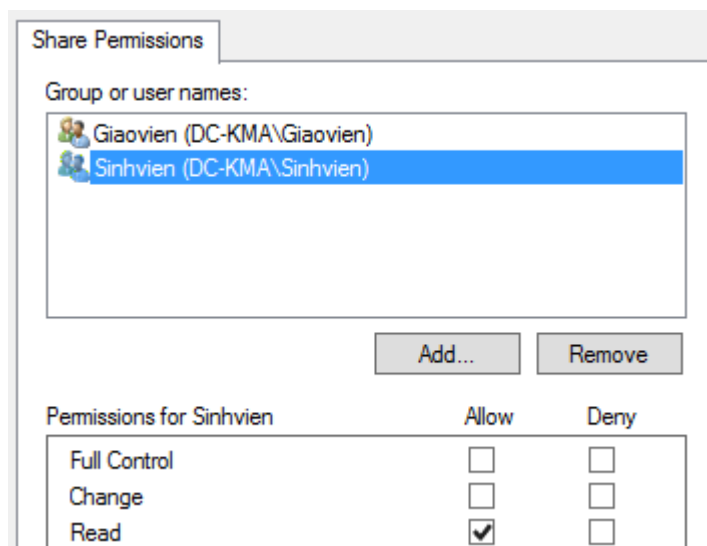 Share Permissions
Group or user names:
Giaovien (DC-KMA\Giaovien)
Sinhvien (DC-KMA\Sinhvien)
Add... Remove
Permissions for Sinhvien Allow Deny
Full Control
Change
Read